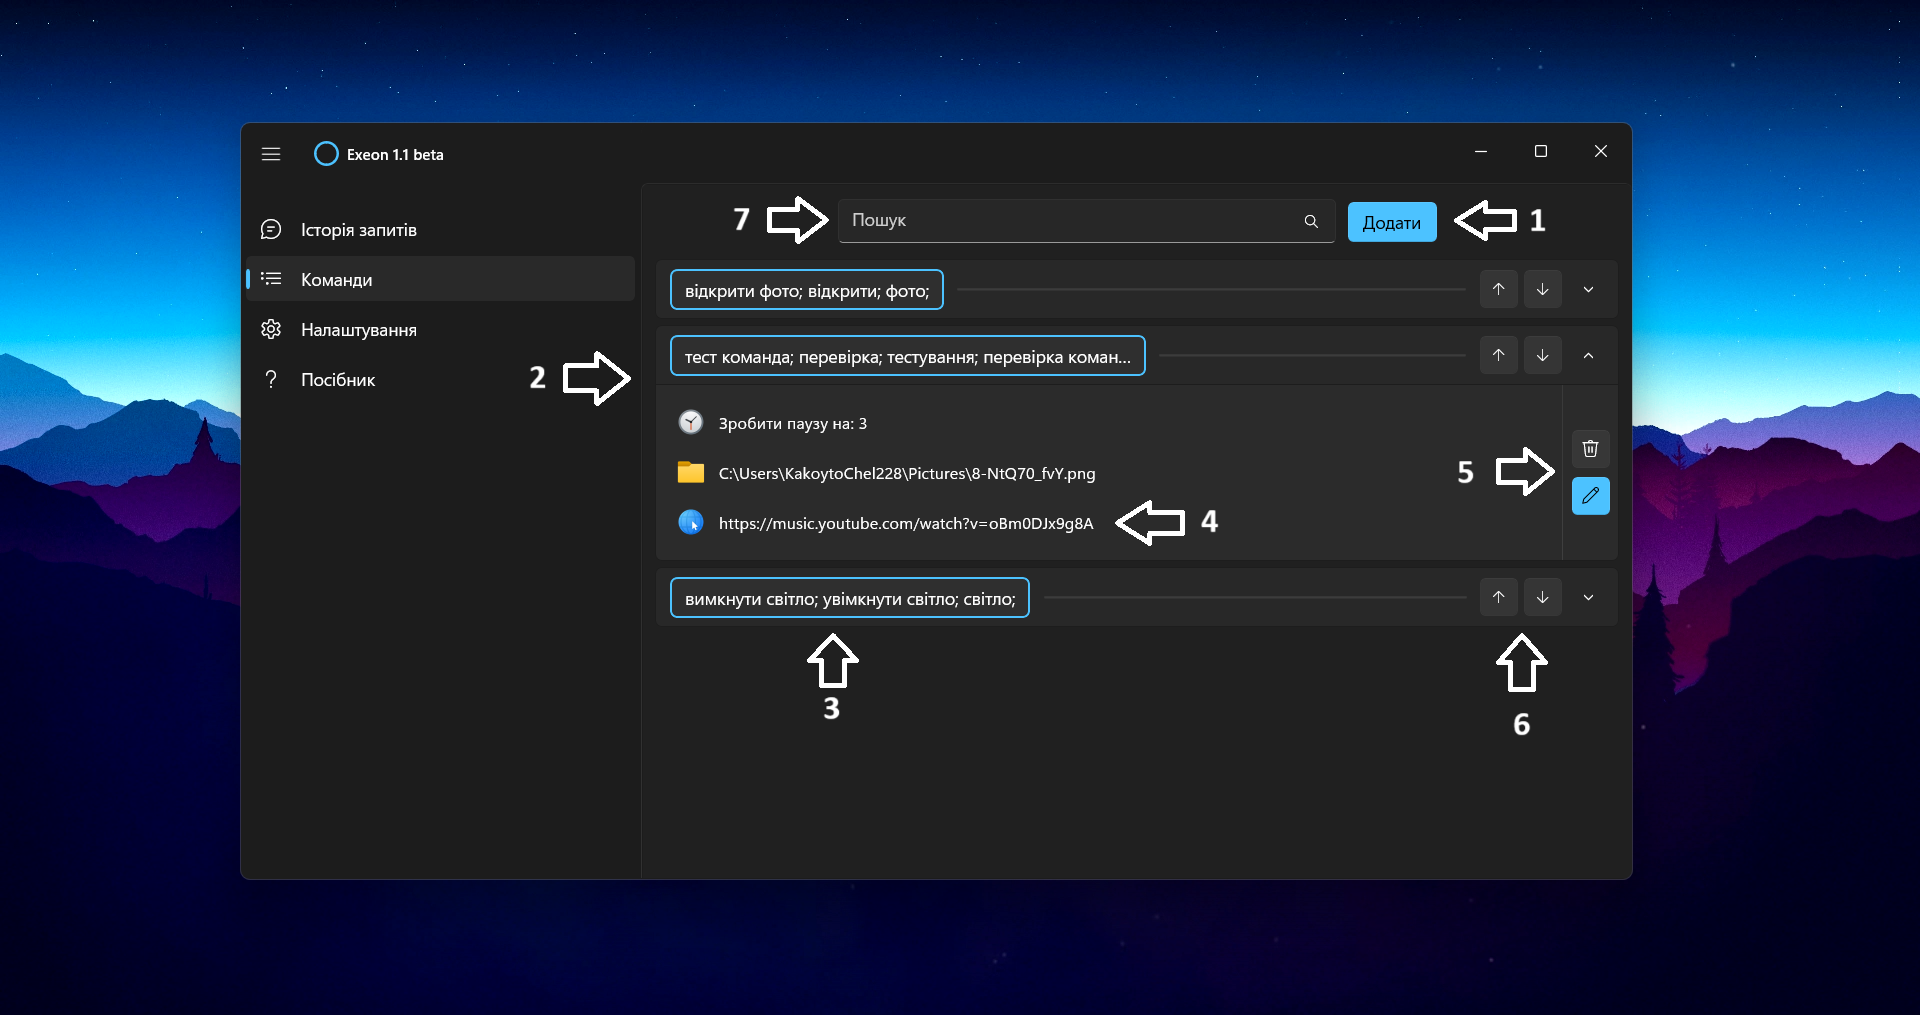 Exeon 1.1 beta
Історія запитів
Команди
Налаштування
Посібник
7
Пошук
Додати
1
відкрити фото; відкрити; фото;
2
тест команда; перевірка; тестування; перевірка коман...
Зробити паузу на: 3
C:\Users\KakoytoChel228\Pictures\8-NtQ70_fvY.png
5
https://music.youtube.com/watch?v=oBm0DJx9g8A
4
вимкнути світло; увімкнути світло; світло;
3
6